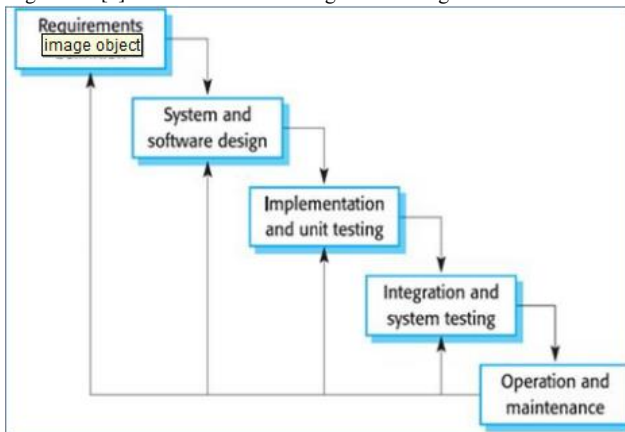 Requirements
image object
System and
software design
Implementation
and unit testing
Integration and
system testing
Operation and
maintenance